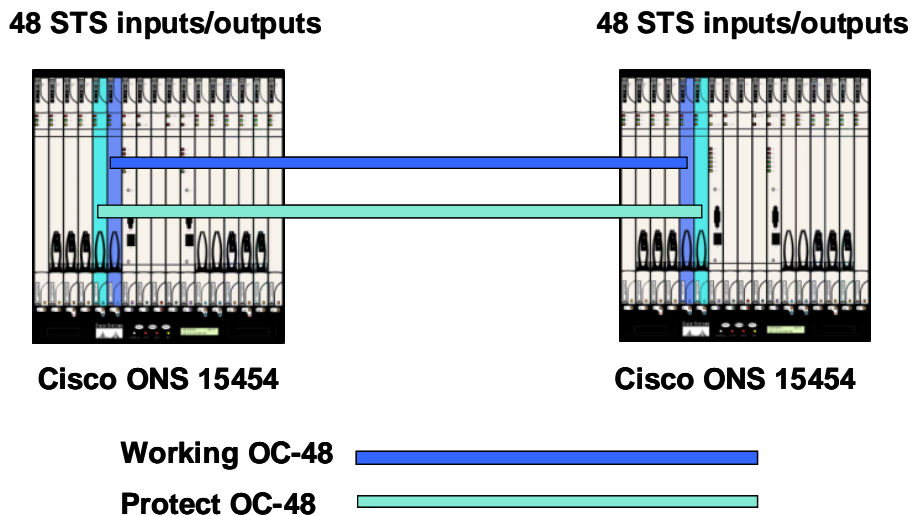 48 STS inputs/outputs
48 STS inputs/outputs
Cisco ONS 15454
Cisco ONS 15454
Working OC-48
Protect OC-48